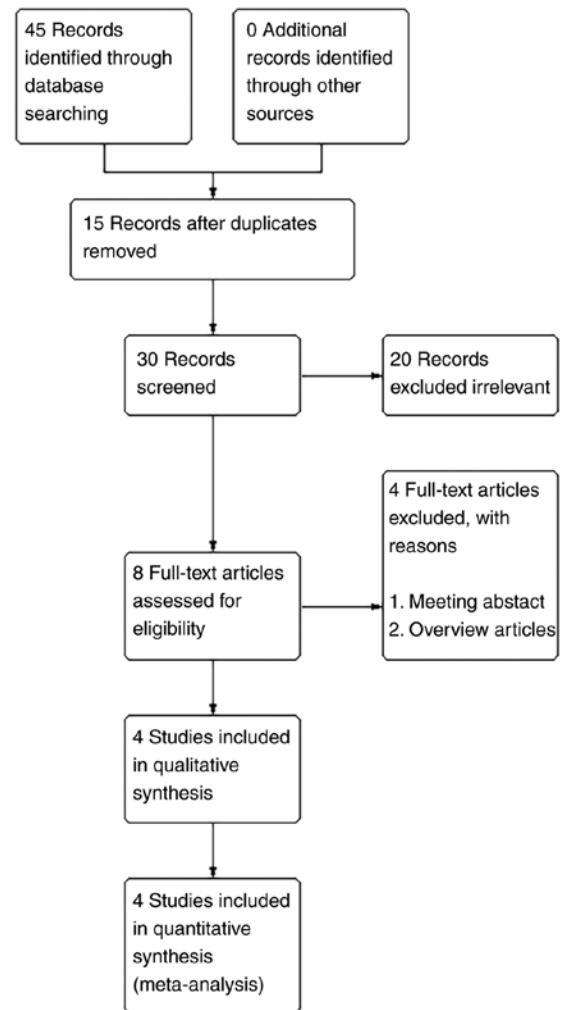 45 Records
identified through
database
searching
0 Additional
records identified
through other
sources
15 Records after duplicates
removed
30 Records
screened
20 Records
excluded irrelevant
4 Full-text articles
excluded, with
reasons
1. Meeting abstact
2. Overview articles
8 Full-text articles
assessed for
eligibility
4 Studies included
in qualitative
synthesis
4 Studies included
in quantitative
synthesis
(meta-analysis)